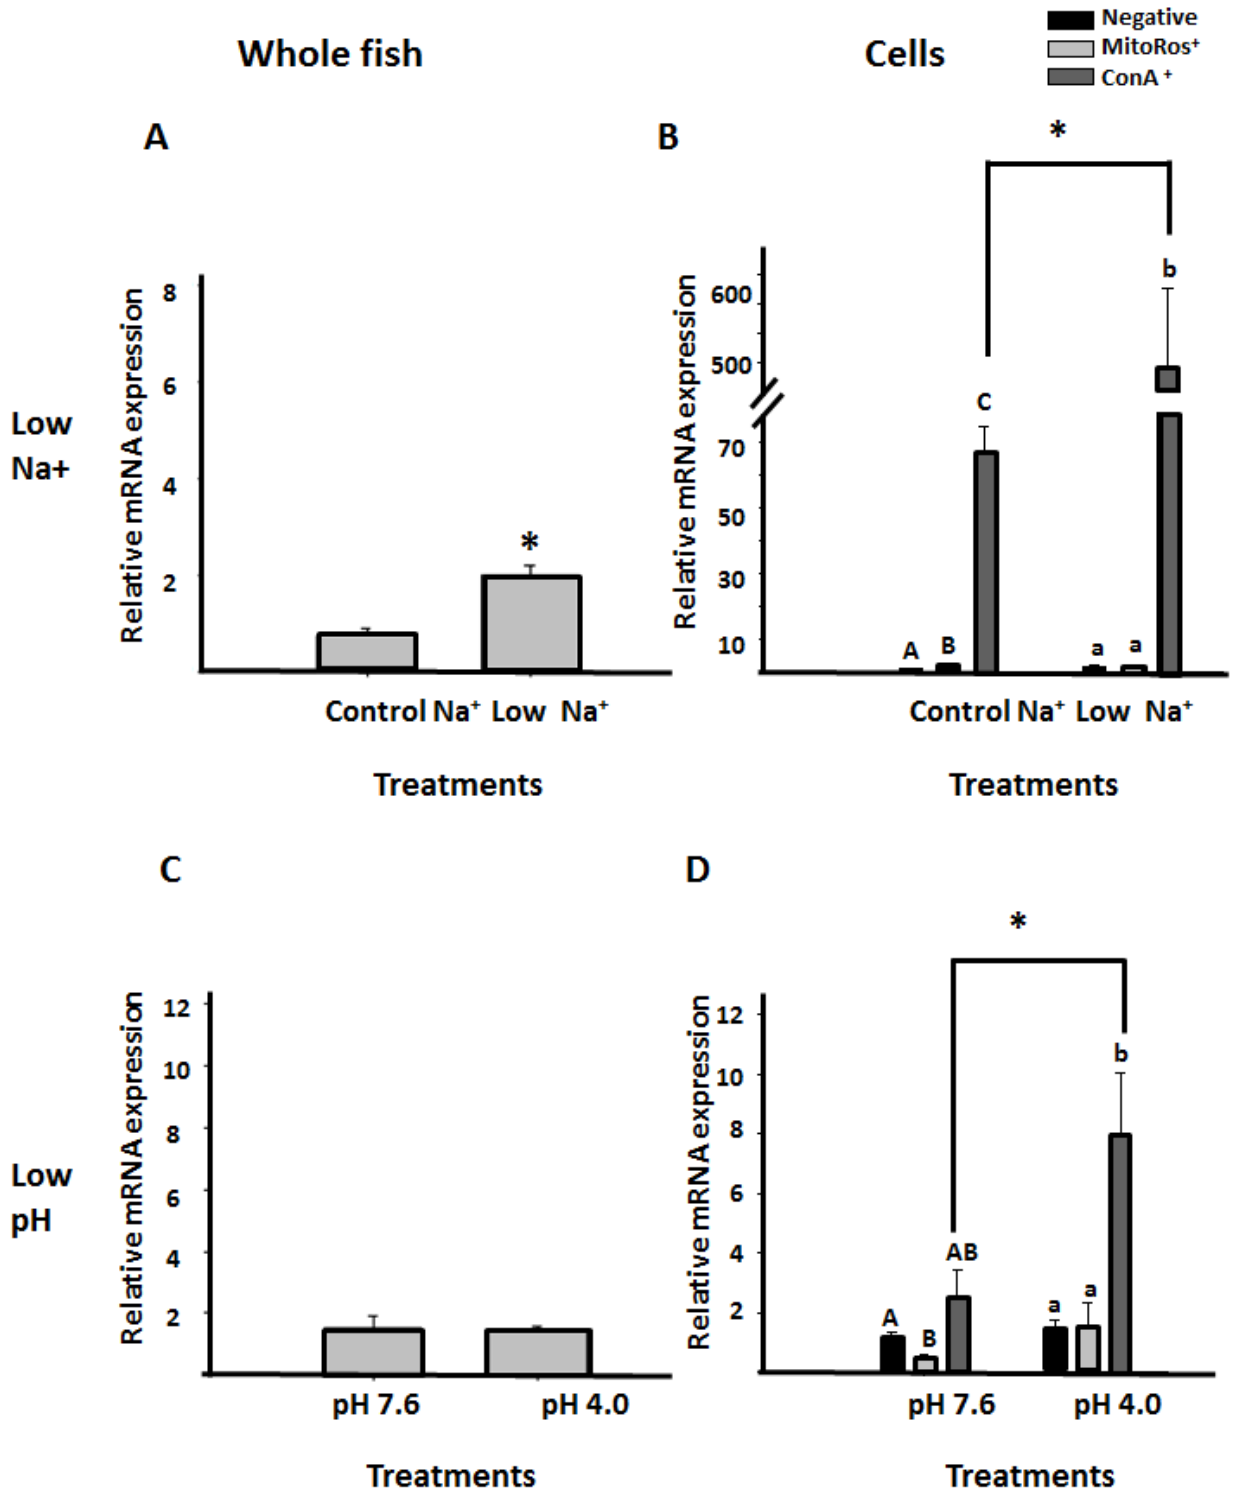 Negative
MitoRos⁺
ConA ⁺
Whole fish
Cells
A
B
*
Low
Na+
Relative mRNA expression
8
6
4
2
*
Control Na⁺ Low Na⁺
Treatments
Relative mRNA expression
600
500
70
50
30
10
A
B
C
a
a
b
Control Na⁺ Low Na⁺
Treatments
C
D
*
Low
pH
Relative mRNA expression
12
10
8
6
4
2
pH 7.6
pH 4.0
Treatments
Relative mRNA expression
12
10
8
6
4
2
A
B
AB
a
a
b
pH 7.6
pH 4.0
Treatments